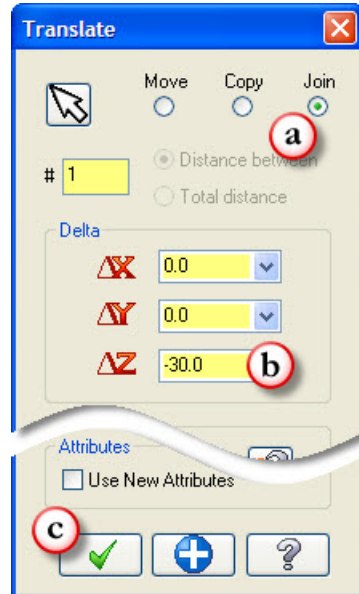 Translate
Move Copy Join
a
# 1
Distance between
Total distance
Delta
ΔX 0.0
ΔY 0.0
ΔZ -30.0 b
Attributes
Use New Attributes
c
?